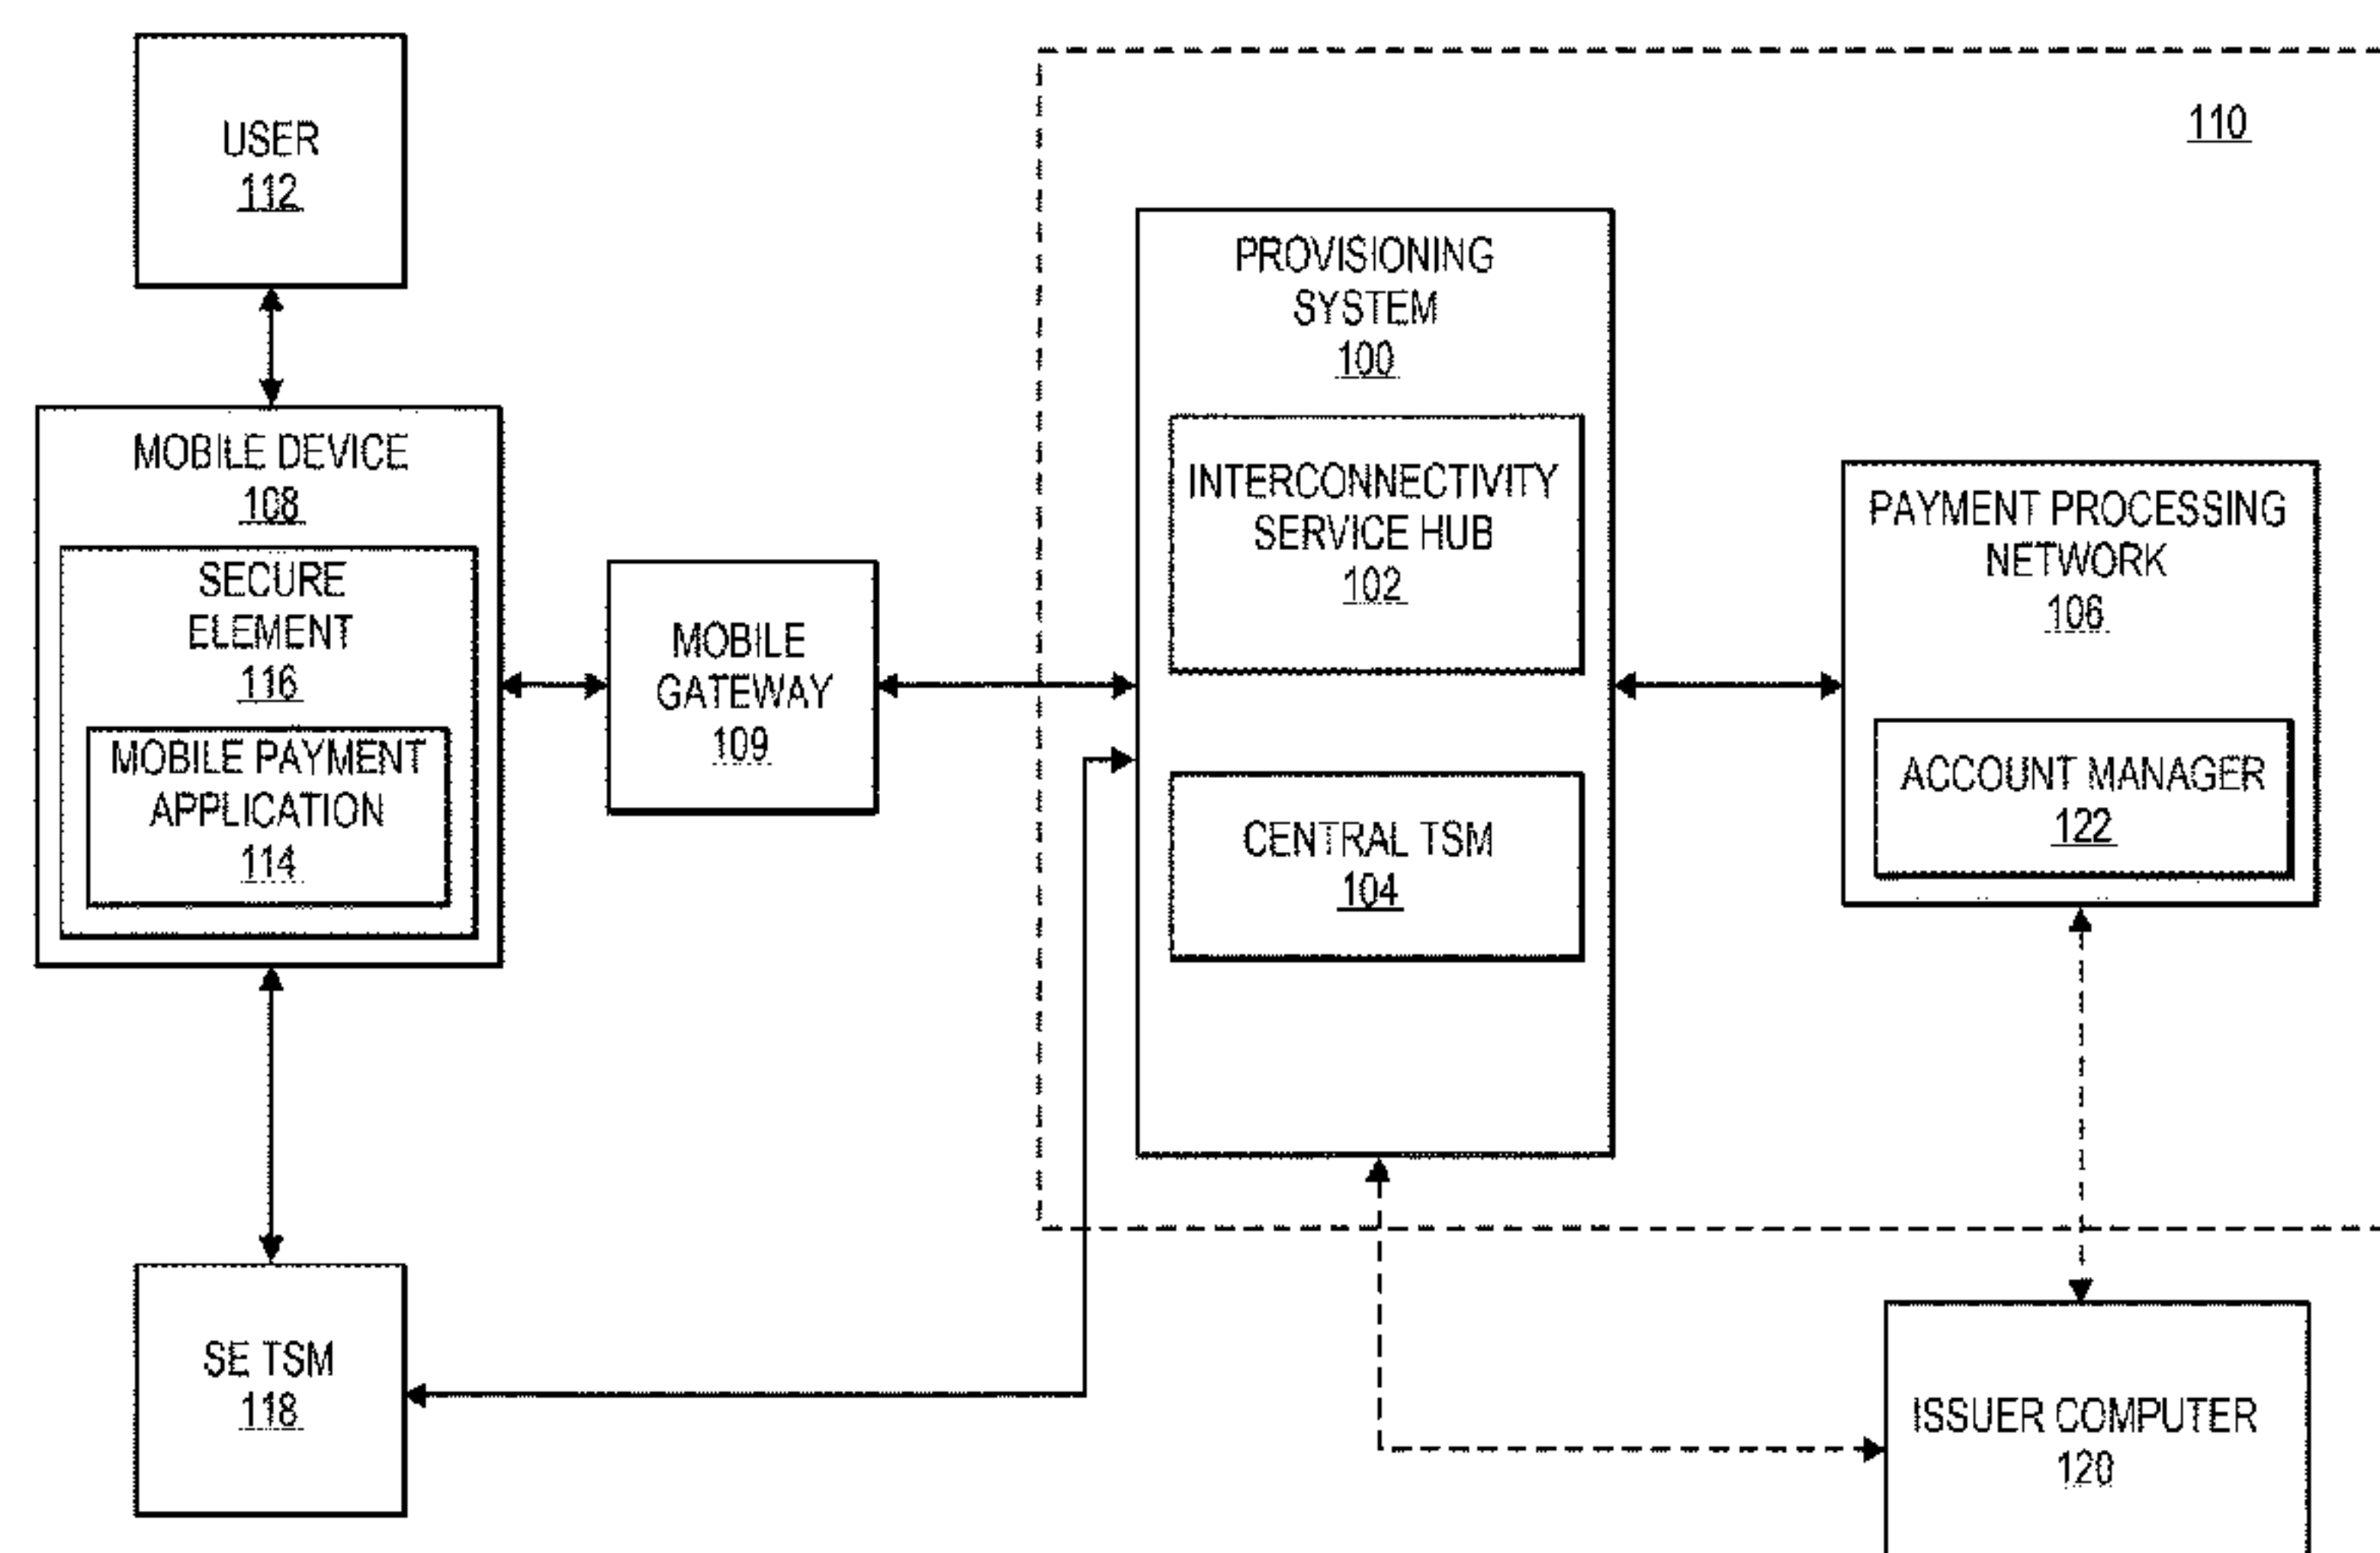 USER
112
110
PROVISIONING
SYSTEM
100
MOBILE DEVICE
108
INTERCONNECTIVITY
SERVICE HUB
102
PAYMENT PROCESSING
NETWORK
106
SECURE
ELEMENT
116
MOBILE
GATEWAY
109
MOBILE PAYMENT
APPLICATION
114
ACCOUNT MANAGER
122
CENTRAL TSM
104
SE TSM
118
ISSUER COMPUTER
120